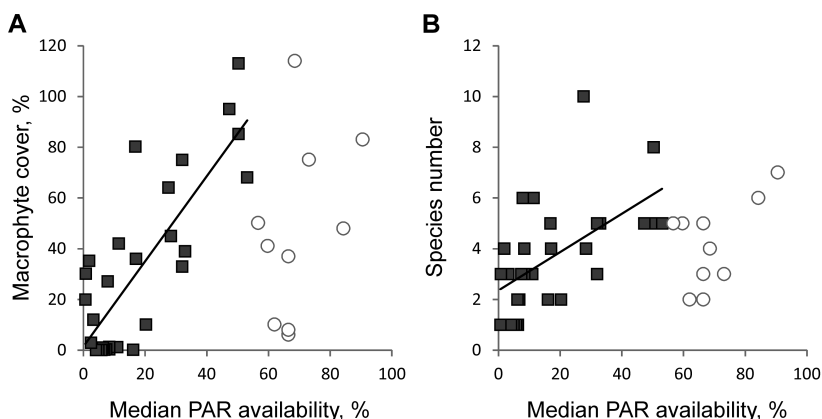 A
B
120
100
80
60
40
20
0
Macrophyte cover, %
0 20 40 60 80 100
Median PAR availability, %
12
10
8
6
4
2
0
Species number
0 20 40 60 80 100
Median PAR availability, %